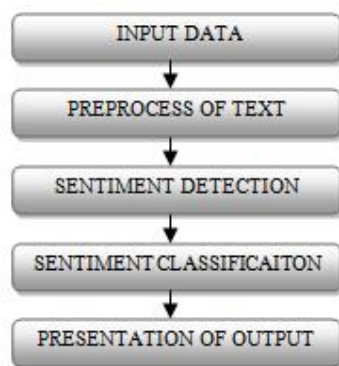 INPUT DATA
PREPROCESS OF TEXT
SENTIMENT DETECTION
SENTIMENT CLASSIFICAITON
PRESENTATION OF OUTPUT